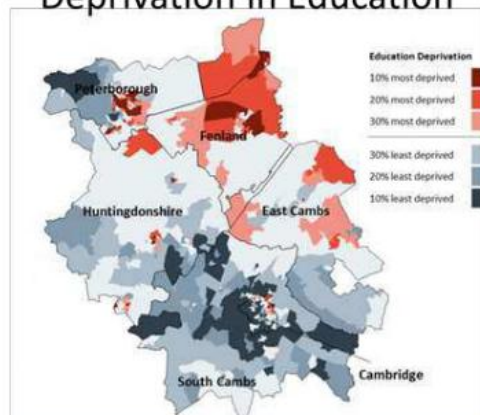 Deprivation in Education
Education Deprivation
10% most deprived
20% most deprived
30% most deprived
30% least deprived
20% least deprived
10% least deprived
Peterborough
Fenland
Huntingdonshire
East Cambs
South Cambs
Cambridge